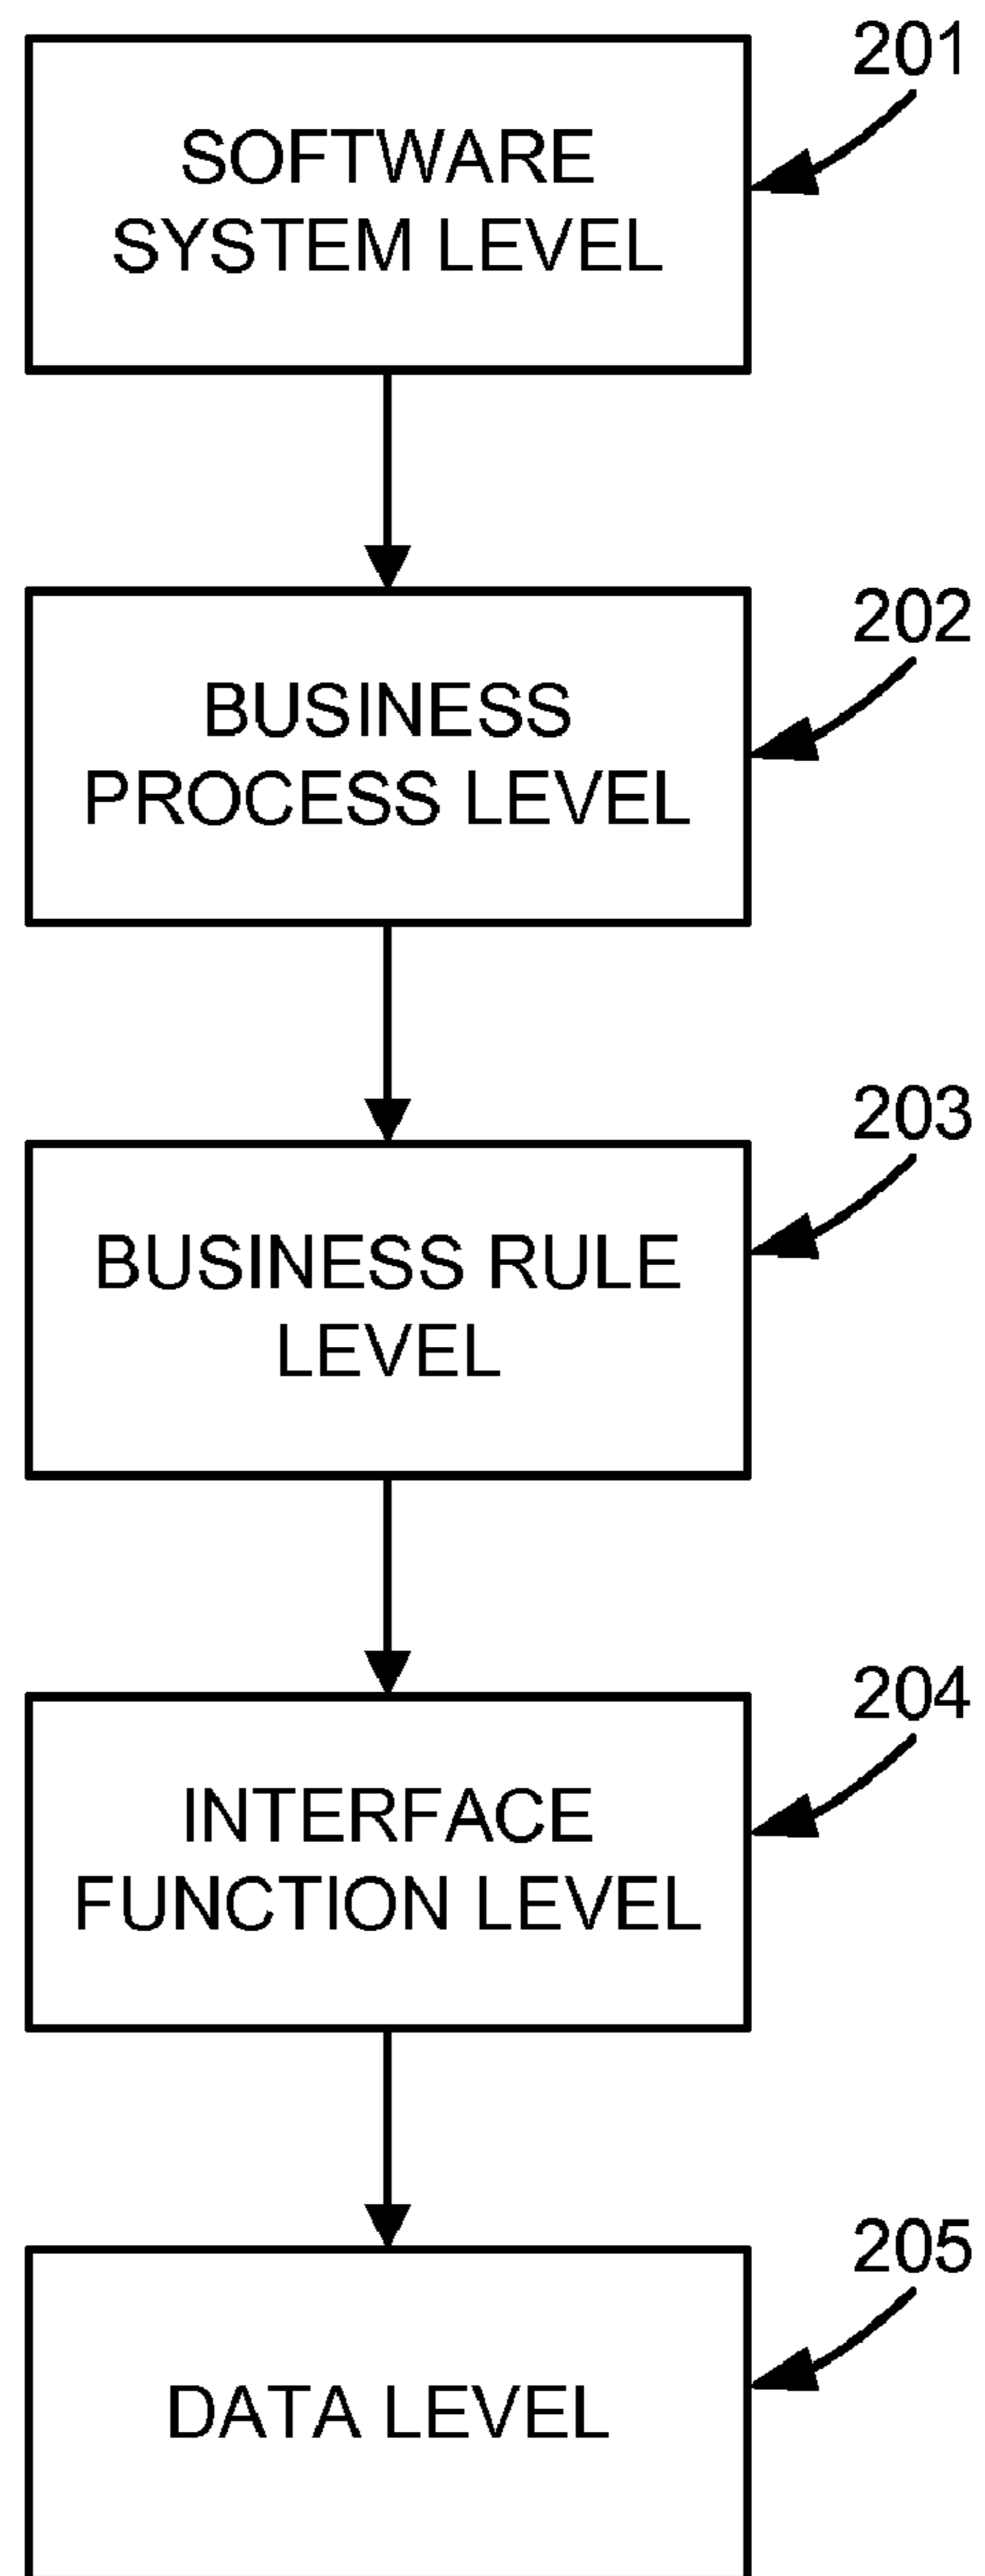 201
SOFTWARE
SYSTEM LEVEL
202
BUSINESS
PROCESS LEVEL
203
BUSINESS RULE
LEVEL
204
INTERFACE
FUNCTION LEVEL
205
DATA LEVEL